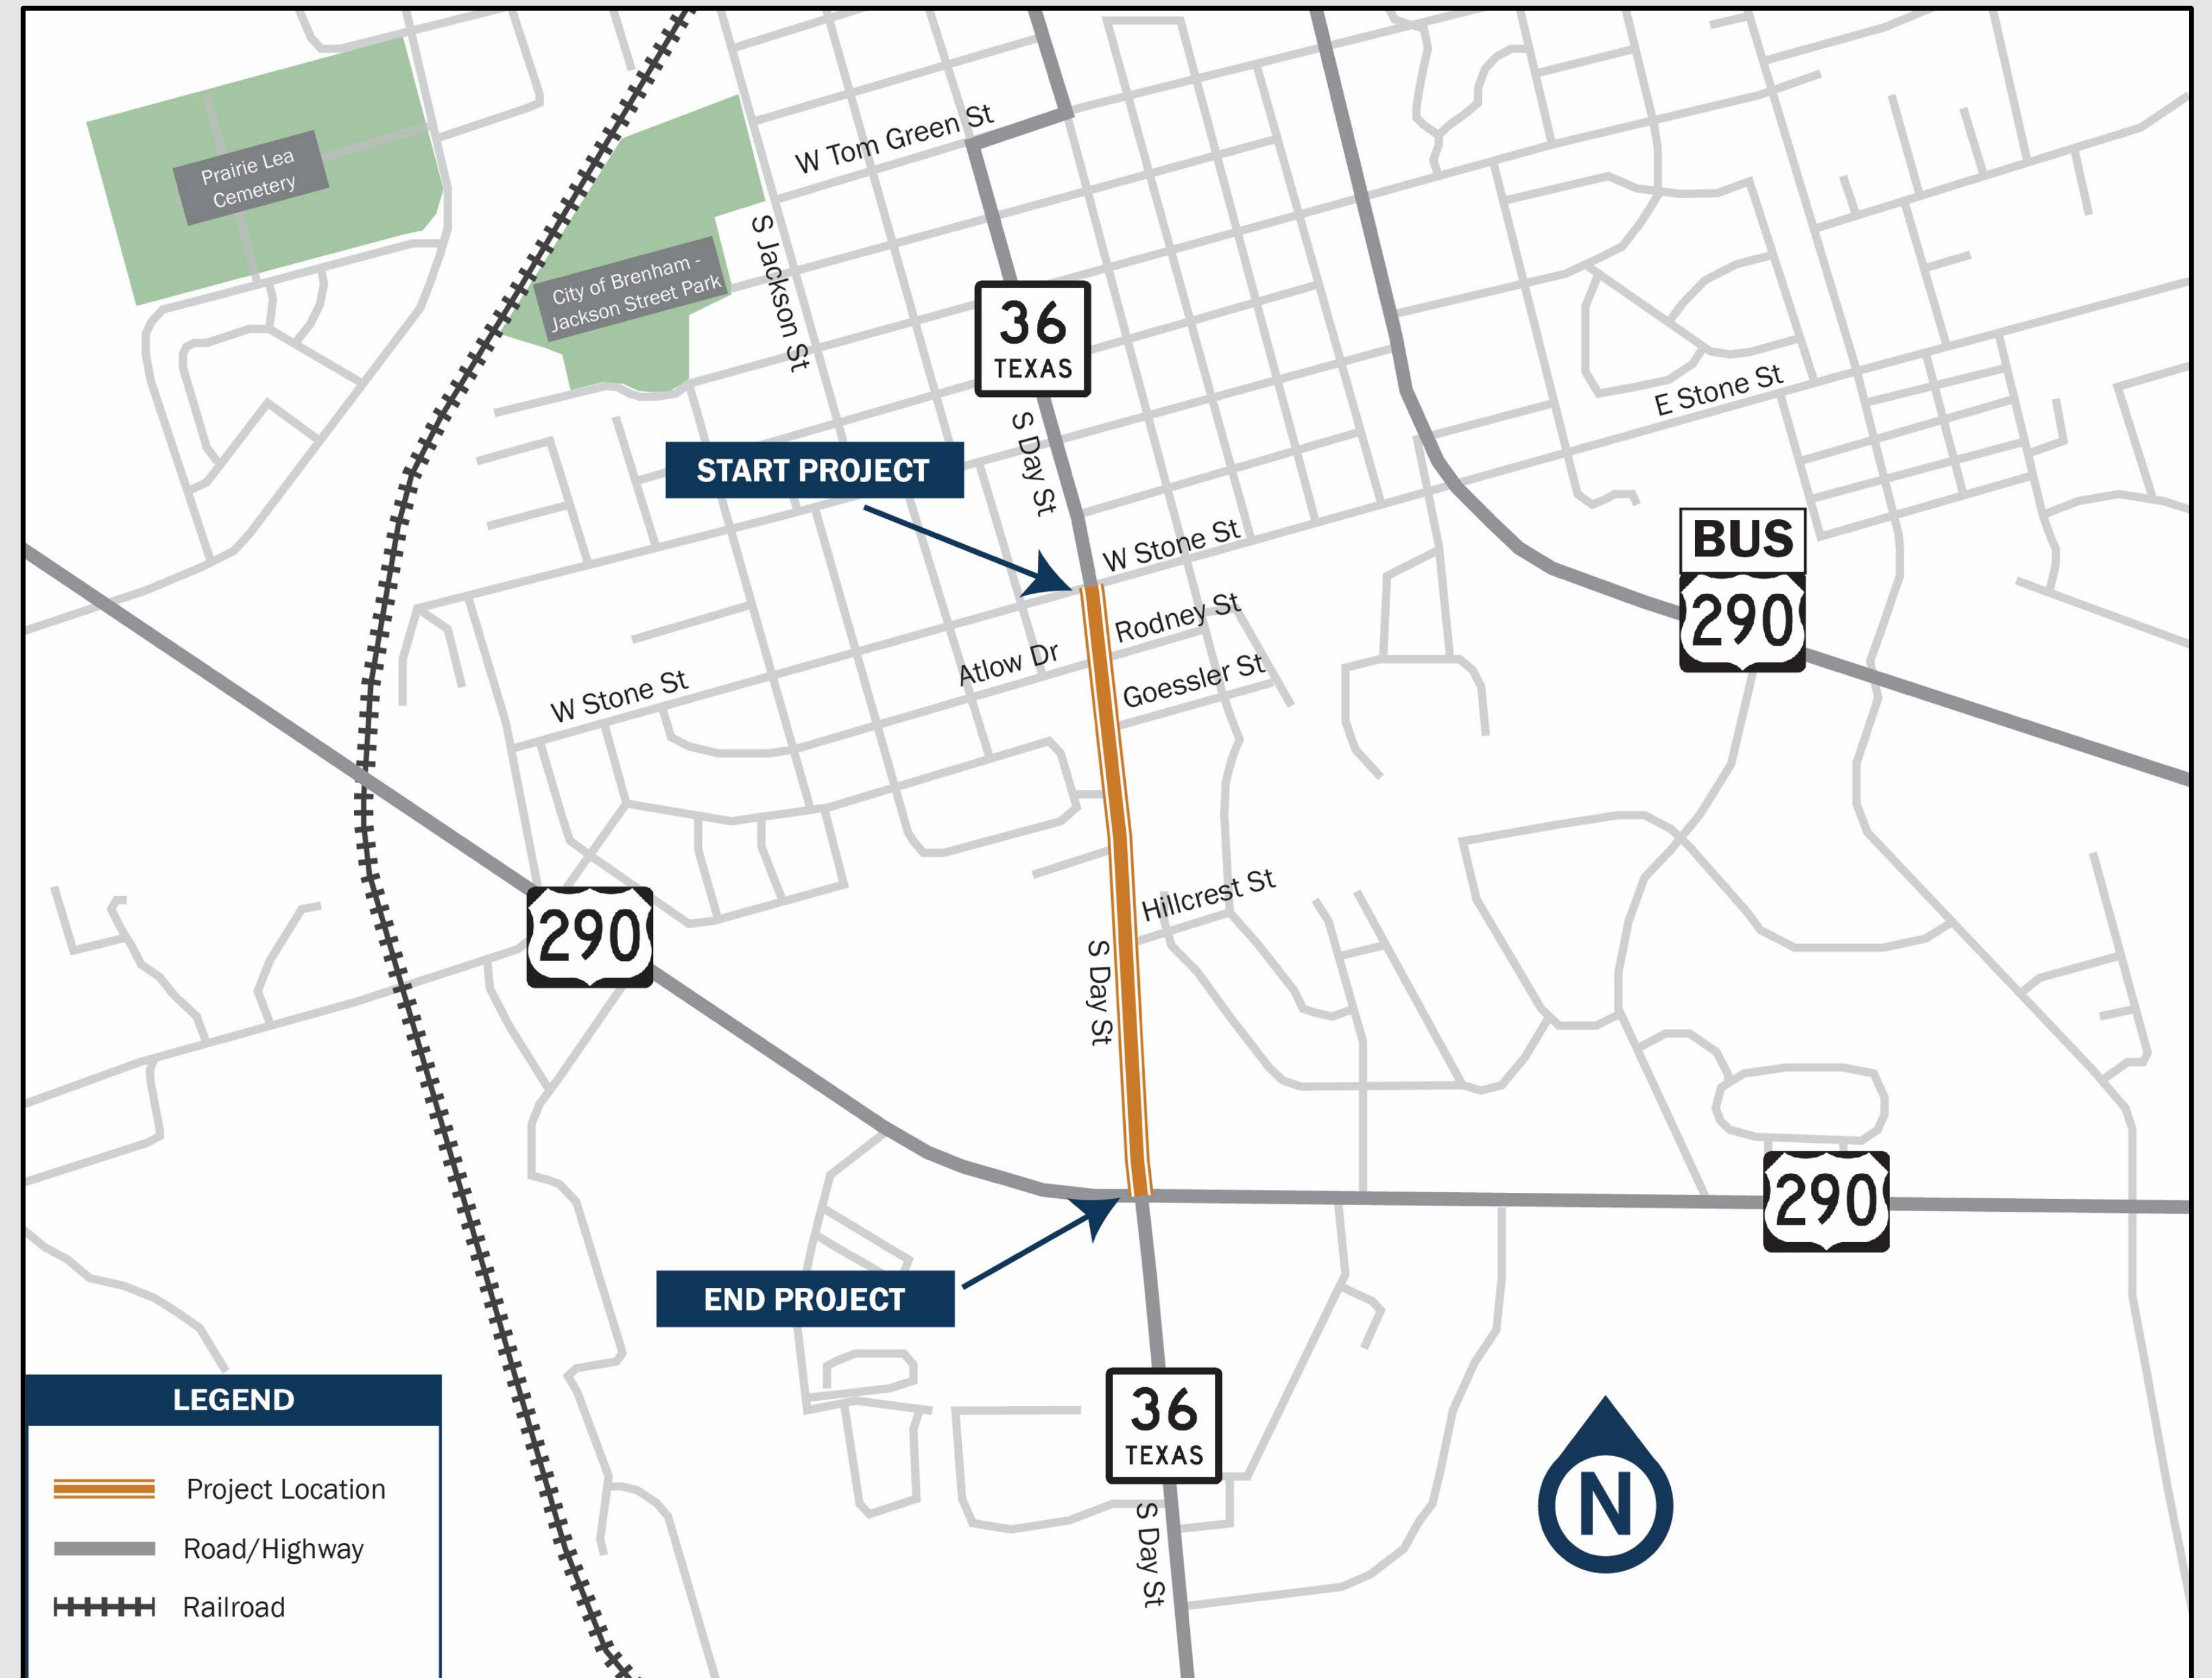 W Tom Green St
Prairie Lea
Cemetery
S Jackson St
City of Brenham -
Jackson Street Park
36
TEXAS
E Stone St
S Day St
START PROJECT
W Stone St
BUS
290
Rodney St
Atlow Dr
Goessler St
W Stone St
Hillcrest St
290
S Day St
290
END PROJECT
36
TEXAS
LEGEND
Project Location
Road/Highway
Railroad
N
S Day St